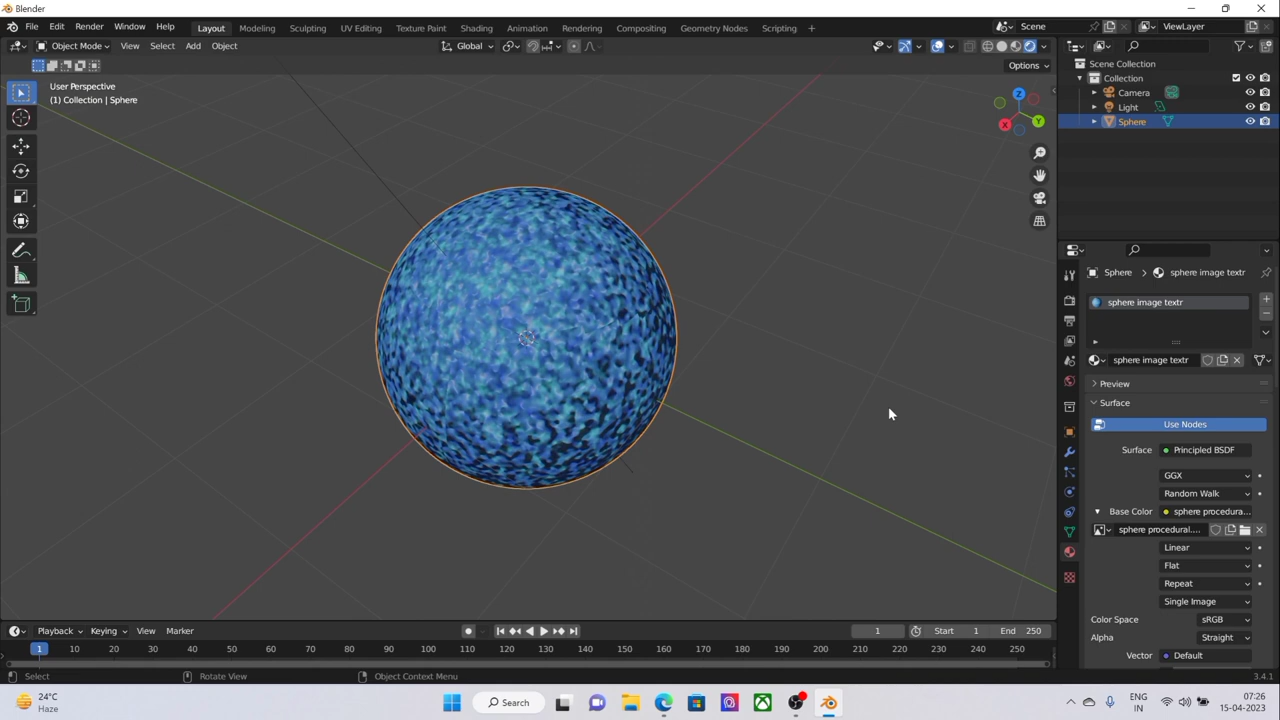 Blender
File Edit Render Window Help Layout Modeling Sculpting UV Editing Texture Paint Shading Animation Rendering Compositing Geometry Nodes Scripting + Scene ViewLayer
Object Mode View Select Add Object Global
Options
User Perspective
(1) Collection | Sphere
Z
Y
X
Scene Collection
Collection
Camera
Light
Sphere
Sphere > sphere image textr
sphere image textr
sphere image textr
Preview
Surface
Use Nodes
Surface Principled BSDF
GGX
Random Walk
Base Color sphere procedura...
sphere procedural....
Linear
Flat
Repeat
Single Image
Color Space sRGB
Alpha Straight
Vector Default
Playback Keying View Marker 1 Start 1 End 250
1 10 20 30 40 50 60 70 80 90 100 110 120 130 140 150 160 170 180 190 200 210 220 230 240 250
Select Rotate View Object Context Menu 3.4.1
24°C
Haze
Search
ENG
IN
07:26
15-04-2023